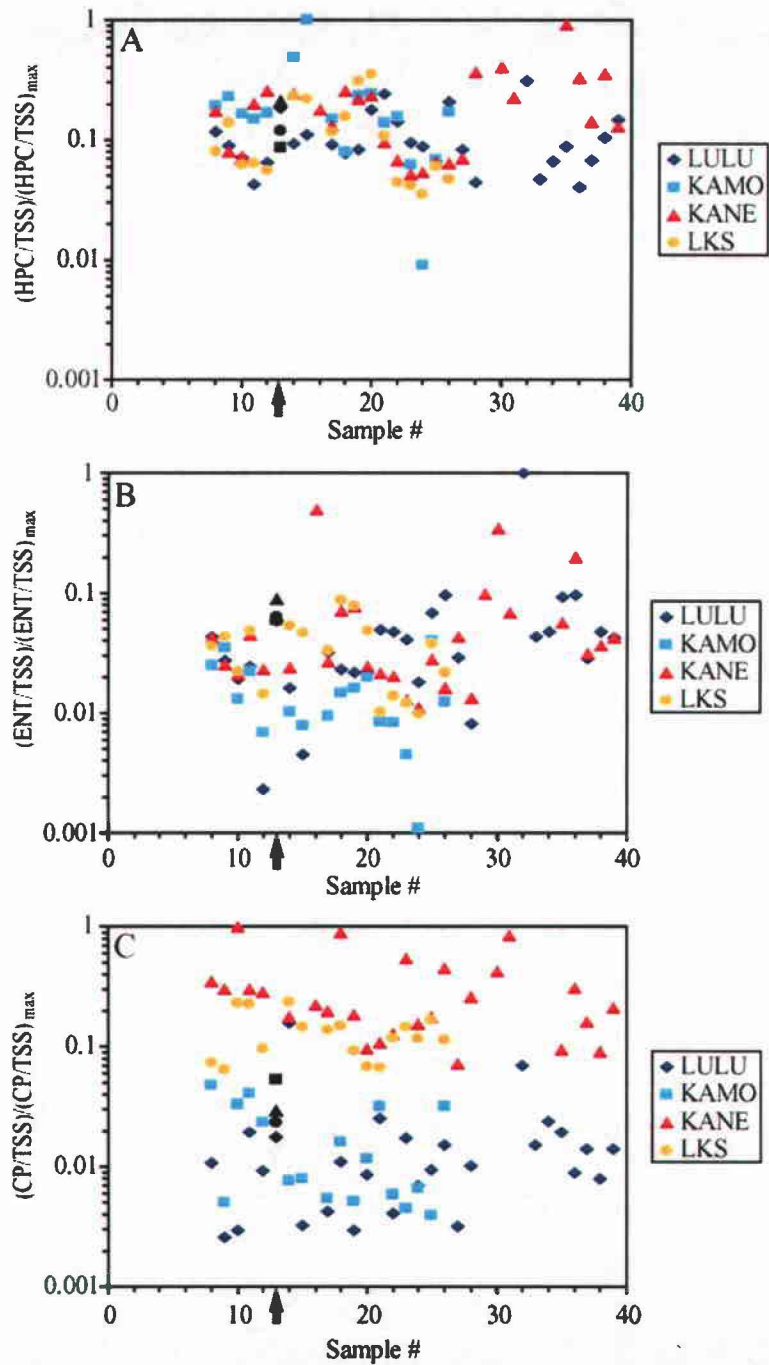 A
1
0.1
0.01
0.001
(HPC/TSS)/(HPC/TSS)max
0 10 20 30 40
Sample #
LULU
KAMO
KANE
LKS
B
1
0.1
0.01
0.001
(ENT/TSS)/(ENT/TSS)max
0 10 20 30 40
Sample #
LULU
KAMO
KANE
LKS
C
1
0.1
0.01
0.001
(CP/TSS)/(CP/TSS)max
0 10 20 30 40
Sample #
LULU
KAMO
KANE
LKS